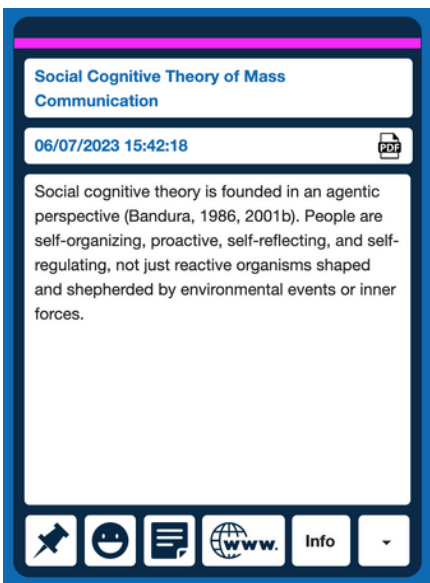 Social Cognitive Theory of Mass
Communication
06/07/2023 15:42:18
PDF
Social cognitive theory is founded in an agentic
perspective (Bandura, 1986, 2001b). People are
self-organizing, proactive, self-reflecting, and self-
regulating, not just reactive organisms shaped
and shepherded by environmental events or inner
forces.
www.
Info